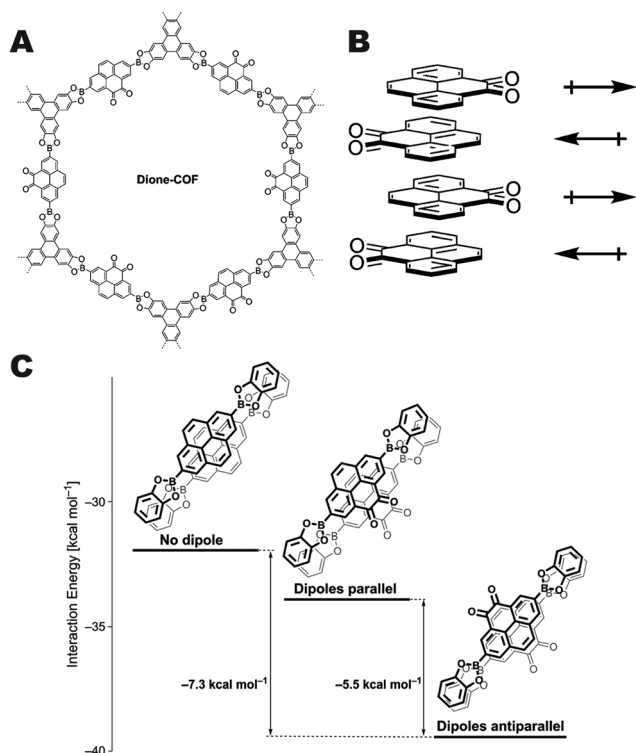 A
B
Dione-COF
C
Interaction Energy [kcal mol–1]
–30
–35
–40
No dipole
Dipoles parallel
Dipoles antiparallel
–7.3 kcal mol–1
–5.5 kcal mol–1